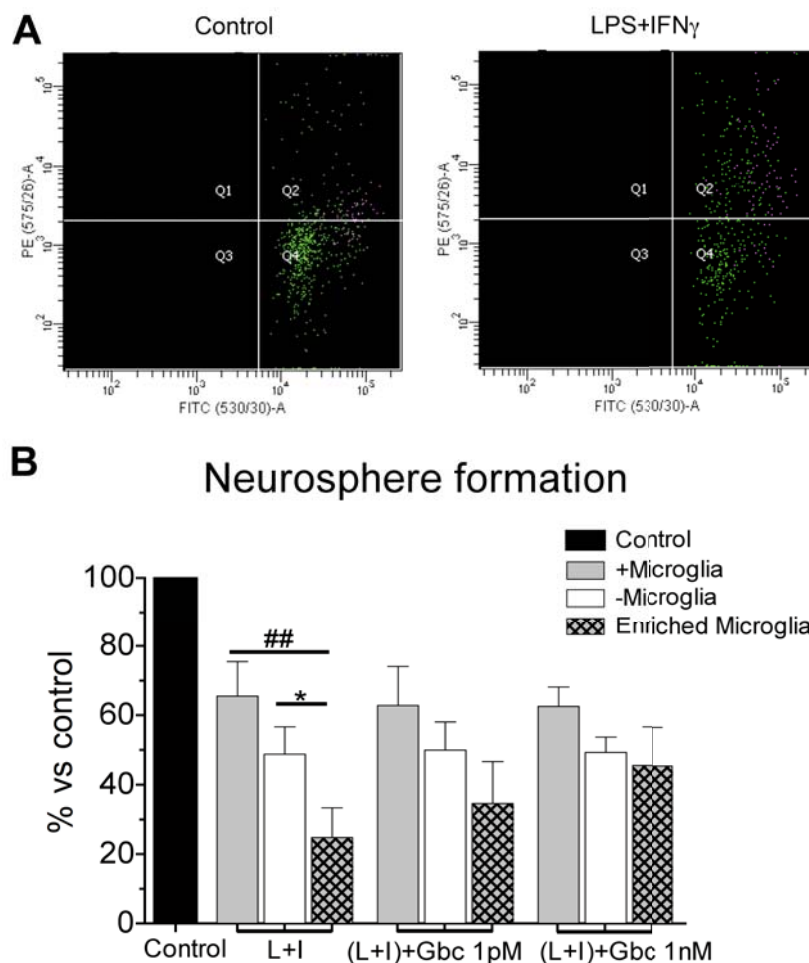 A
Control
LPS+IFNγ
PE (575/26)-A
10^5
10^4
10^3
10^2
Q1
Q2
Q3
Q4
10^2
10^3
10^4
10^5
FITC (530/30)-A
PE (575/26)-A
10^5
10^4
10^3
10^2
Q1
Q2
Q3
Q4
10^2
10^3
10^4
10^5
FITC (530/30)-A
B
Neurosphere formation
Control
+Microglia
-Microglia
Enriched Microglia
% vs control
100
80
60
40
20
0
##
*
Control
L+I
(L+I)+Gbc 1pM
(L+I)+Gbc 1nM